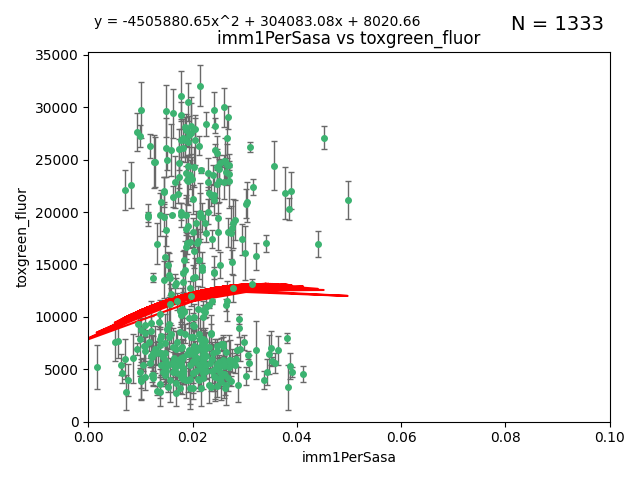 y = -4505880.65x^2 + 304083.08x + 8020.66
N = 1333
imm1PerSasa vs toxgreen_fluor
35000
30000
25000
20000
15000
10000
5000
0
toxgreen_fluor
0.00 0.02 0.04 0.06 0.08 0.10
imm1PerSasa